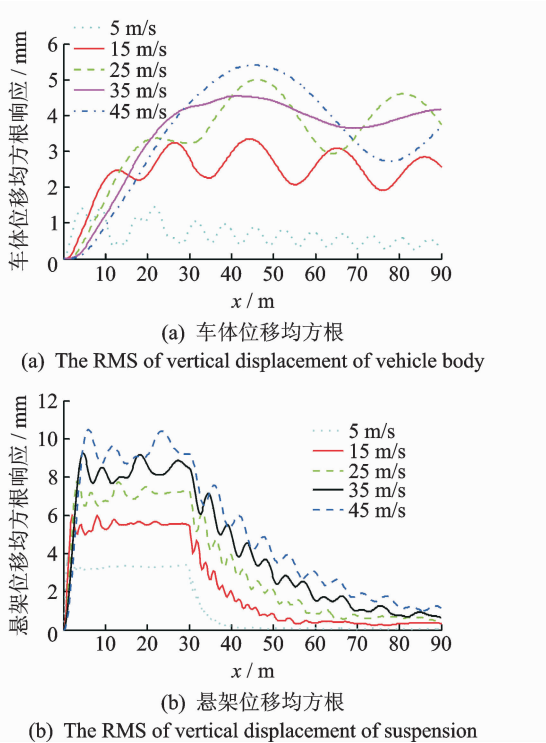 车体位移均方根响应 / mm
6
5
4
3
2
1
0
5 m/s
15 m/s
25 m/s
35 m/s
45 m/s
10 20 30 40 50 60 70 80 90
x / m
(a) 车体位移均方根
(a) The RMS of vertical displacement of vehicle body
悬架位移均方根响应 / mm
12
10
8
6
4
2
0
5 m/s
15 m/s
25 m/s
35 m/s
45 m/s
10 20 30 40 50 60 70 80 90
x / m
(b) 悬架位移均方根
(b) The RMS of vertical displacement of suspension